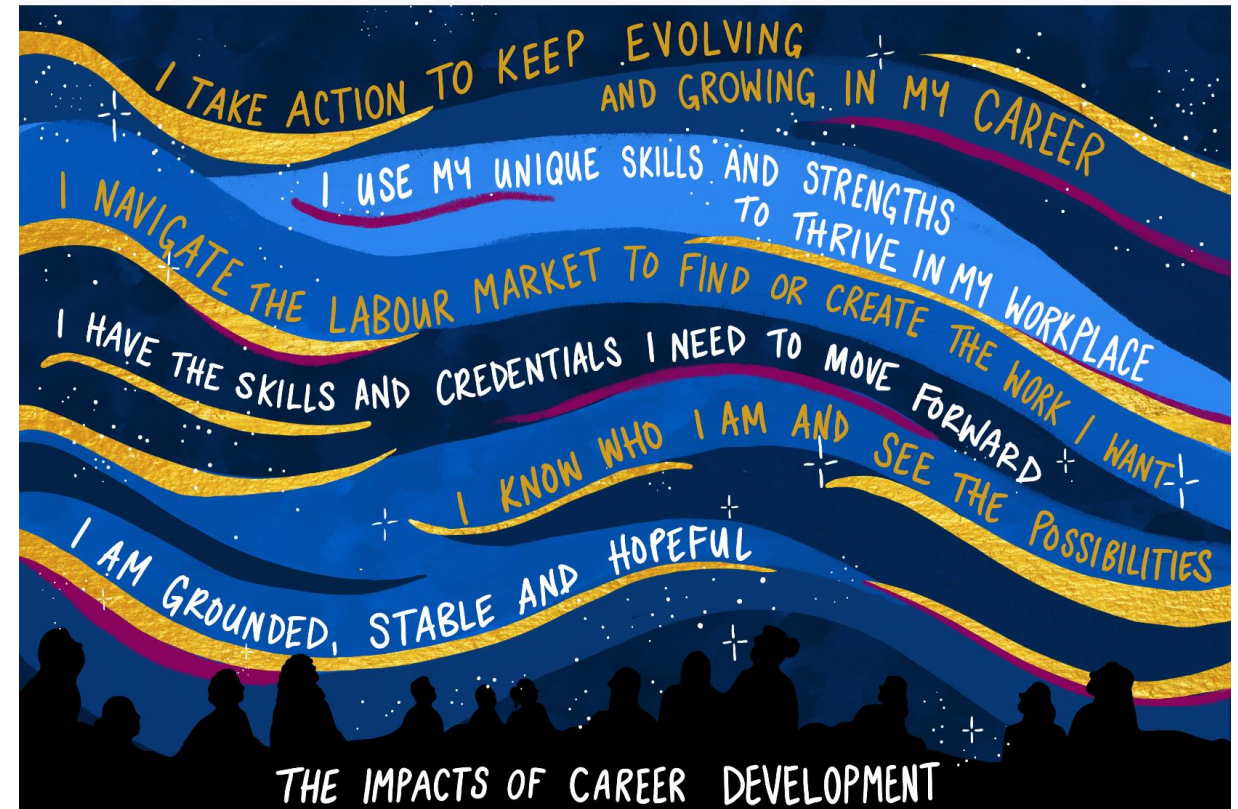 I TAKE ACTION TO KEEP EVOLVING
AND GROWING IN MY CAREER
I USE MY UNIQUE SKILLS AND STRENGTHS
TO THRIVE IN MY WORKPLACE
I NAVIGATE THE LABOUR MARKET TO FIND OR CREATE THE WORK I WANT
I HAVE THE SKILLS AND CREDENTIALS I NEED TO MOVE FORWARD
I KNOW WHO I AM AND SEE THE POSSIBILITIES
I AM GROUNDED, STABLE AND HOPEFUL
THE IMPACTS OF CAREER DEVELOPMENT